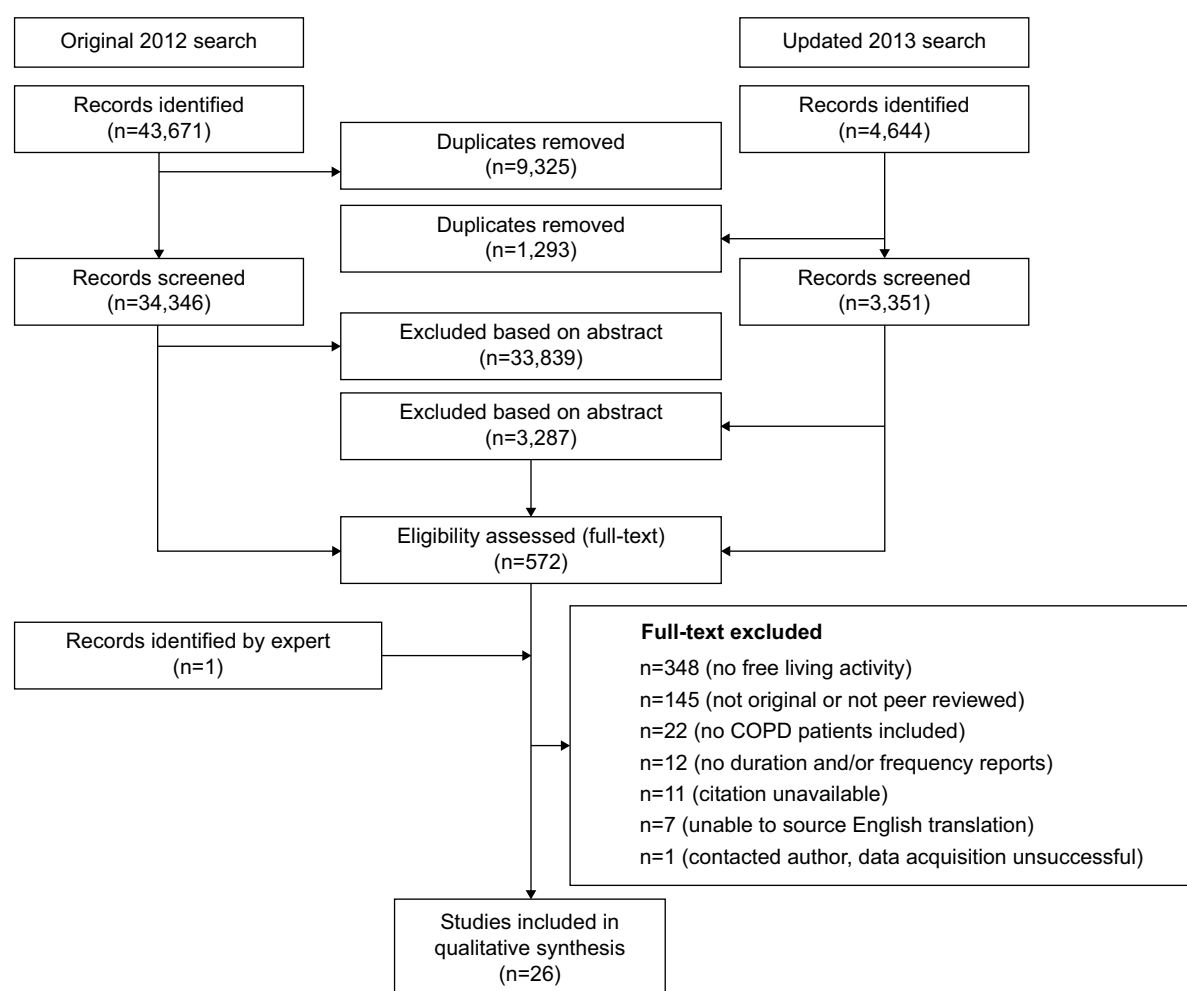 Original 2012 search
Updated 2013 search
Records identified
(n=43,671)
Records identified
(n=4,644)
Duplicates removed
(n=9,325)
Duplicates removed
(n=1,293)
Records screened
(n=34,346)
Records screened
(n=3,351)
Excluded based on abstract
(n=33,839)
Excluded based on abstract
(n=3,287)
Eligibility assessed (full-text)
(n=572)
Records identified by expert
(n=1)
Full-text excluded
n=348 (no free living activity)
n=145 (not original or not peer reviewed)
n=22 (no COPD patients included)
n=12 (no duration and/or frequency reports)
n=11 (citation unavailable)
n=7 (unable to source English translation)
n=1 (contacted author, data acquisition unsuccessful)
Studies included in
qualitative synthesis
(n=26)